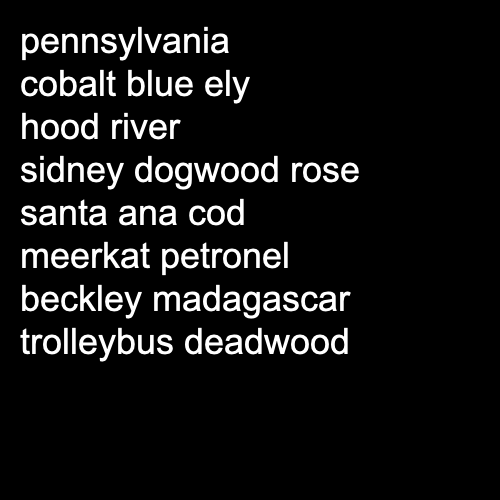 pennsylvania
cobalt blue ely
hood river
sidney dogwood rose
santa ana cod
meerkat petronel
beckley madagascar
trolleybus deadwood